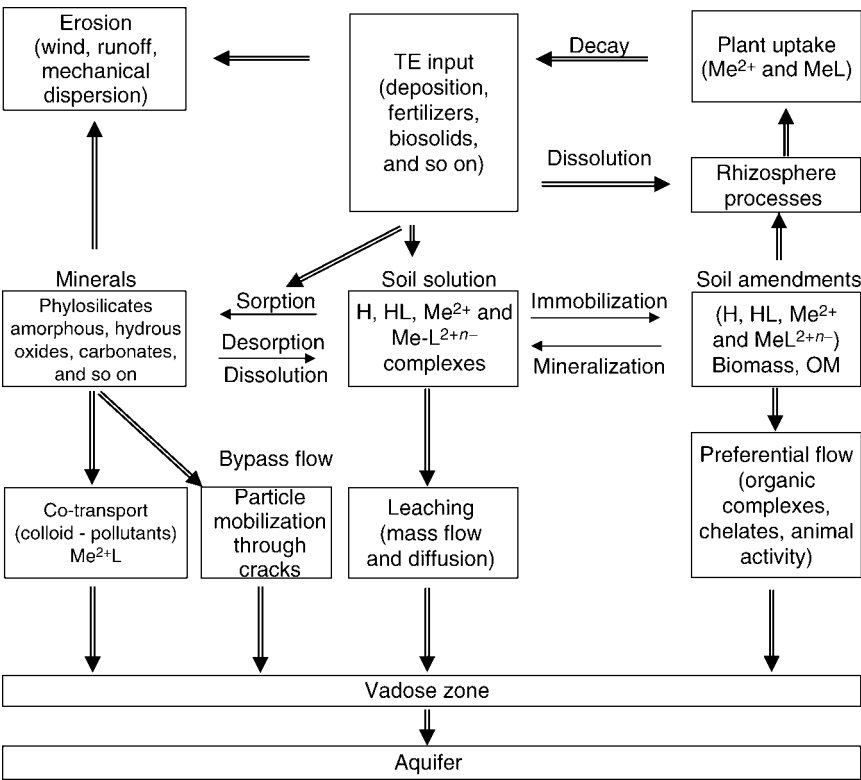 Erosion
(wind, runoff,
mechanical
dispersion)
TE input
(deposition,
fertilizers,
biosolids,
and so on)
Decay
Plant uptake
(Me²⁺ and MeL)
Dissolution
Rhizosphere
processes
Minerals
Phylosilicates
amorphous, hydrous
oxides, carbonates,
and so on
Sorption
Desorption
Dissolution
Soil solution
H, HL, Me²⁺ and
Me-L²⁺ⁿ⁻
complexes
Immobilization
Mineralization
Soil amendments
(H, HL, Me²⁺
and MeL²⁺ⁿ⁻)
Biomass, OM
Bypass flow
Co-transport
(colloid - pollutants)
Me²⁺L
Particle
mobilization
through
cracks
Leaching
(mass flow
and diffusion)
Preferential flow
(organic
complexes,
chelates, animal
activity)
Vadose zone
Aquifer